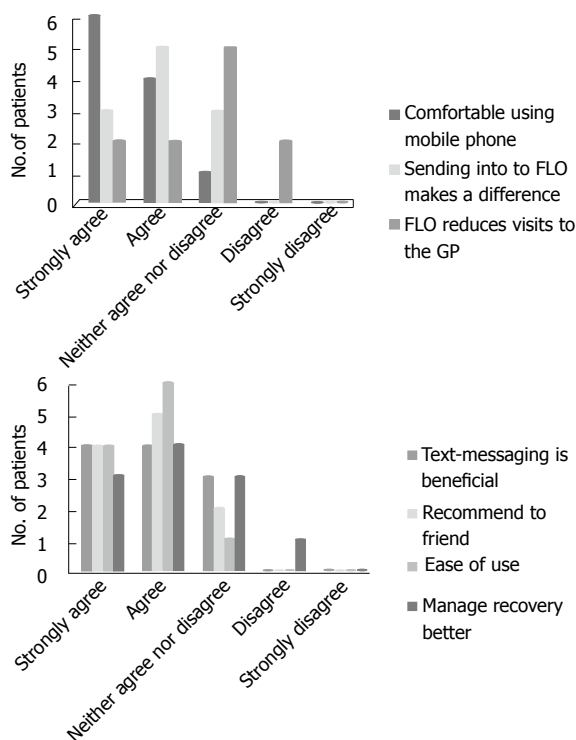 6
5
4
3
2
1
0
No.of patients
Strongly agree
Agree
Neither agree nor disagree
Disagree
Strongly disagree
Comfortable using
mobile phone
Sending into to FLO
makes a difference
FLO reduces visits to
the GP
6
5
4
3
2
1
0
No. of patients
Strongly agree
Agree
Neither agree nor disagree
Disagree
Strongly disagree
Text-messaging is
beneficial
Recommend to
friend
Ease of use
Manage recovery
better